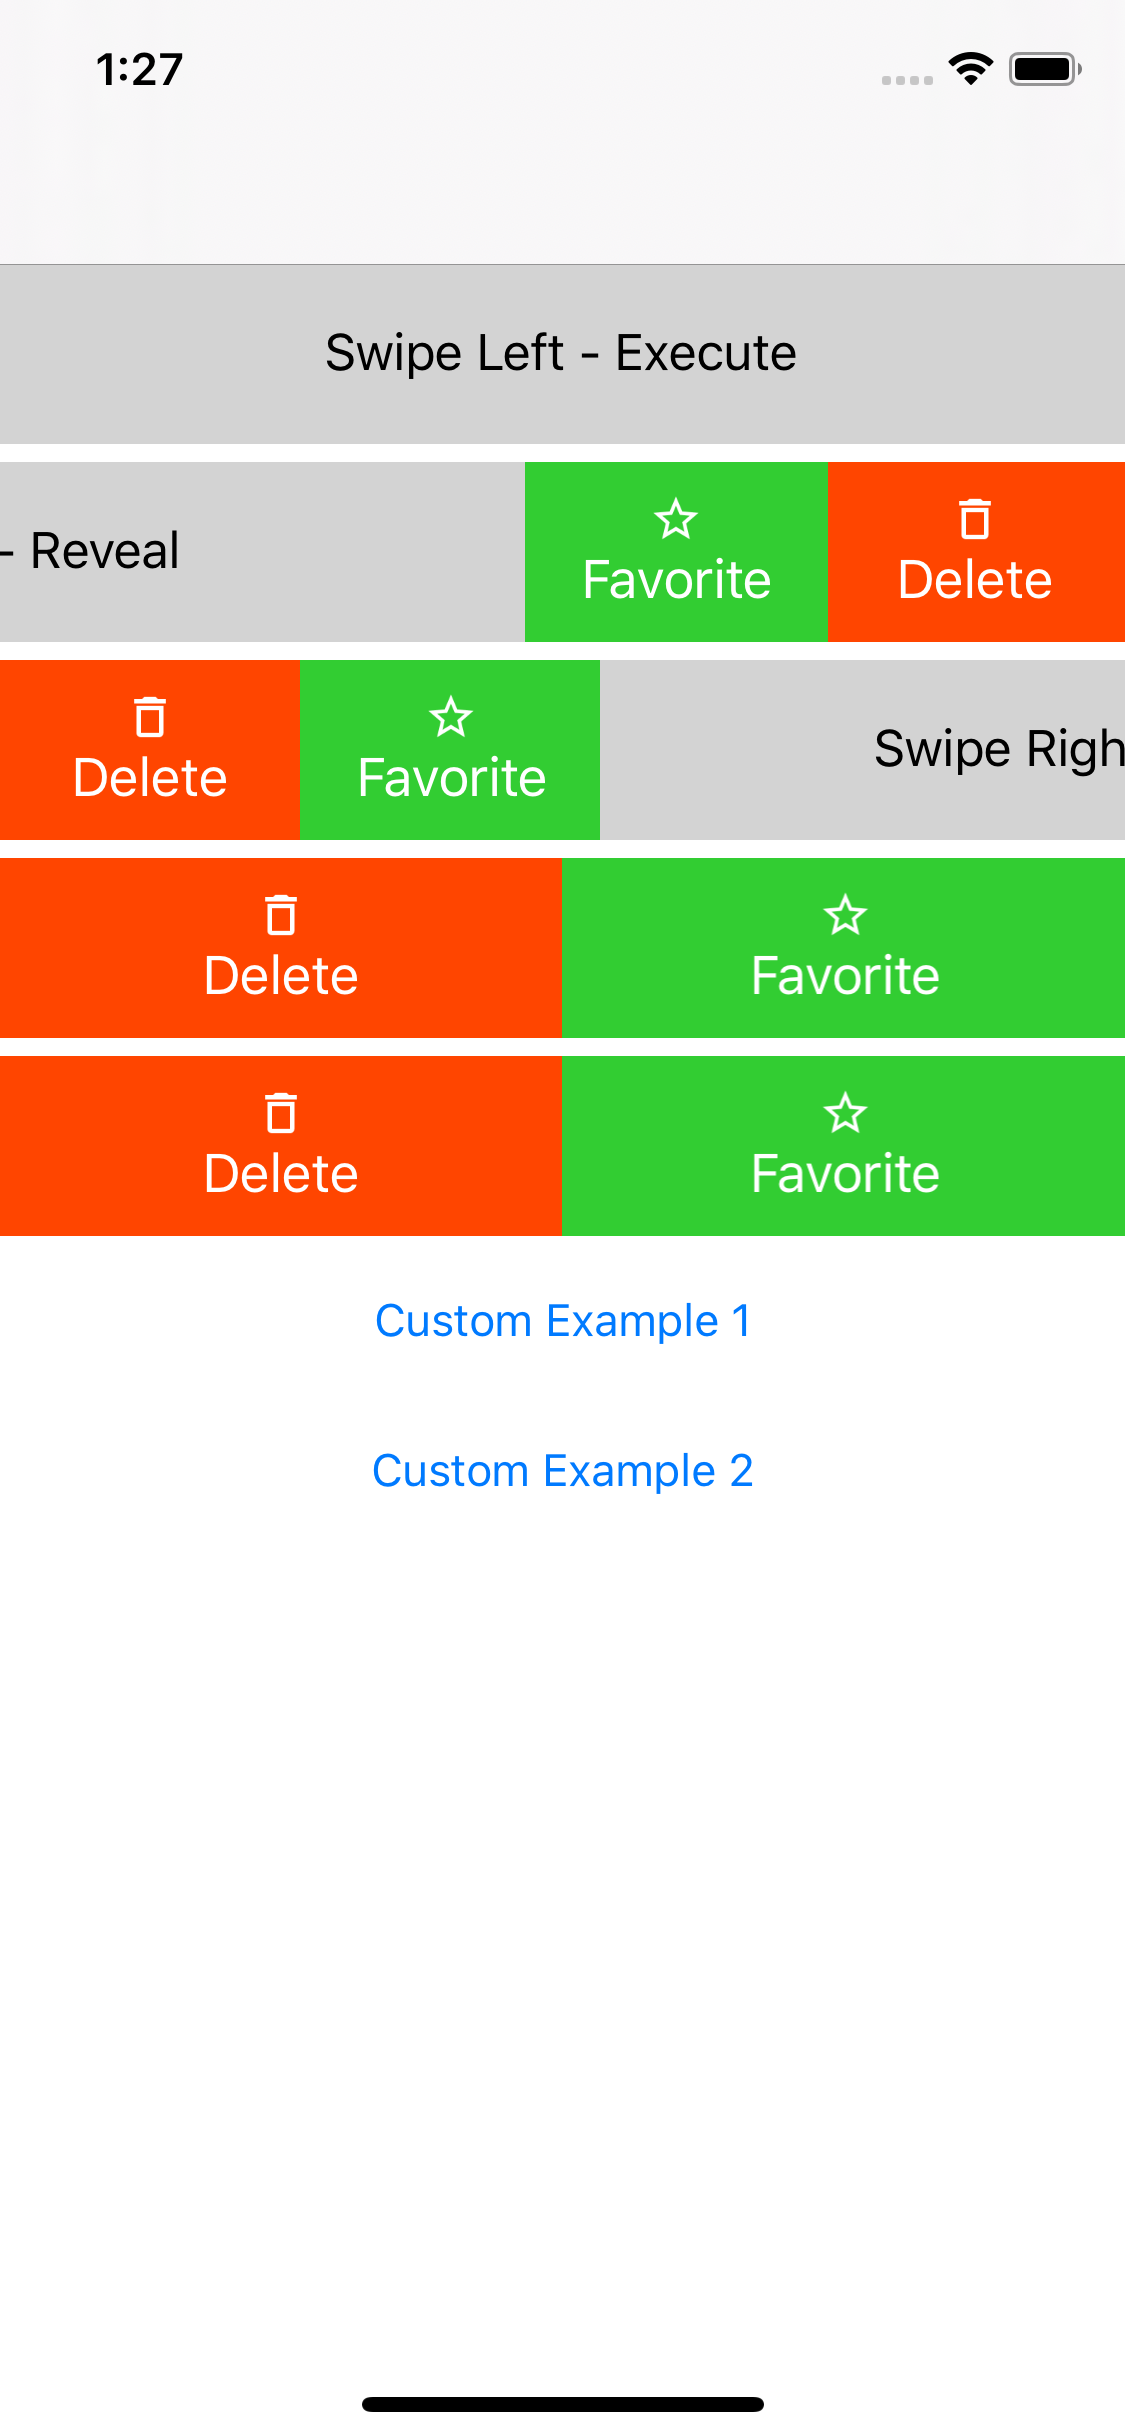 1:27
Swipe Left - Execute
- Reveal
Favorite
Delete
Delete
Favorite
Swipe Righ
Delete
Favorite
Delete
Favorite
Custom Example 1
Custom Example 2